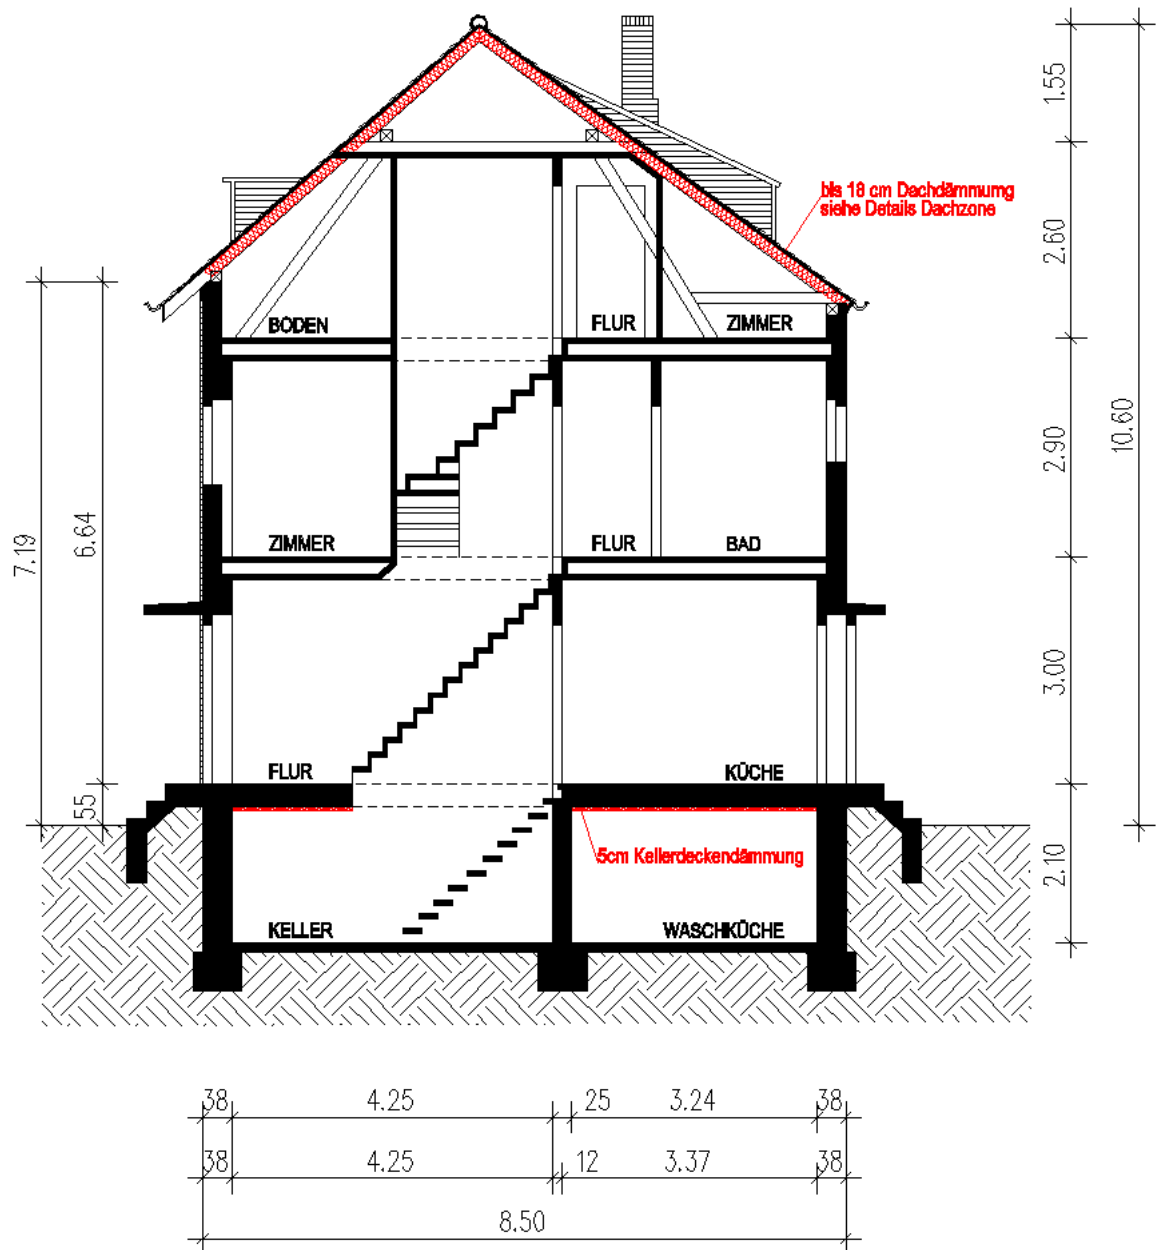 1.55
bis 18 cm Dachdämmumg
siehe Details Dachzone
2.60
BODEN
FLUR
ZIMMER
10.60
2.90
7.19
6.64
ZIMMER
FLUR
BAD
3.00
FLUR
KÜCHE
55
5cm Kellerdeckendämmung
2.10
KELLER
WASCHKÜCHE
38 4.25 25 3.24 38
38 4.25 12 3.37 38
8.50